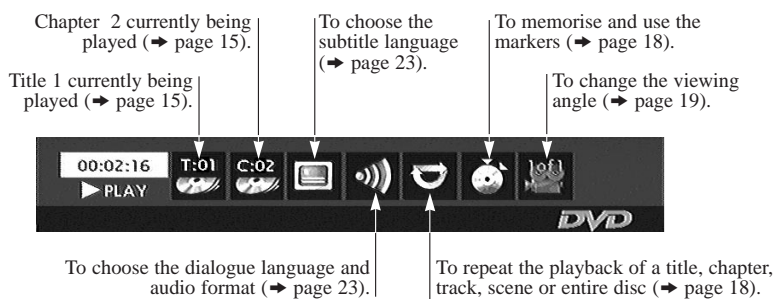 Chapter 2 currently being
played (➜ page 15).
To choose the
subtitle language
(➜ page 23).
To memorise and use the
markers (➜ page 18).
Title 1 currently being
played (➜ page 15).
To change the viewing
angle (➜ page 19).
00:02:16
PLAY
T:01
C:02
1of1
DVD
To choose the dialogue language and
audio format (➜ page 23).
To repeat the playback of a title, chapter,
track, scene or entire disc (➜ page 18).